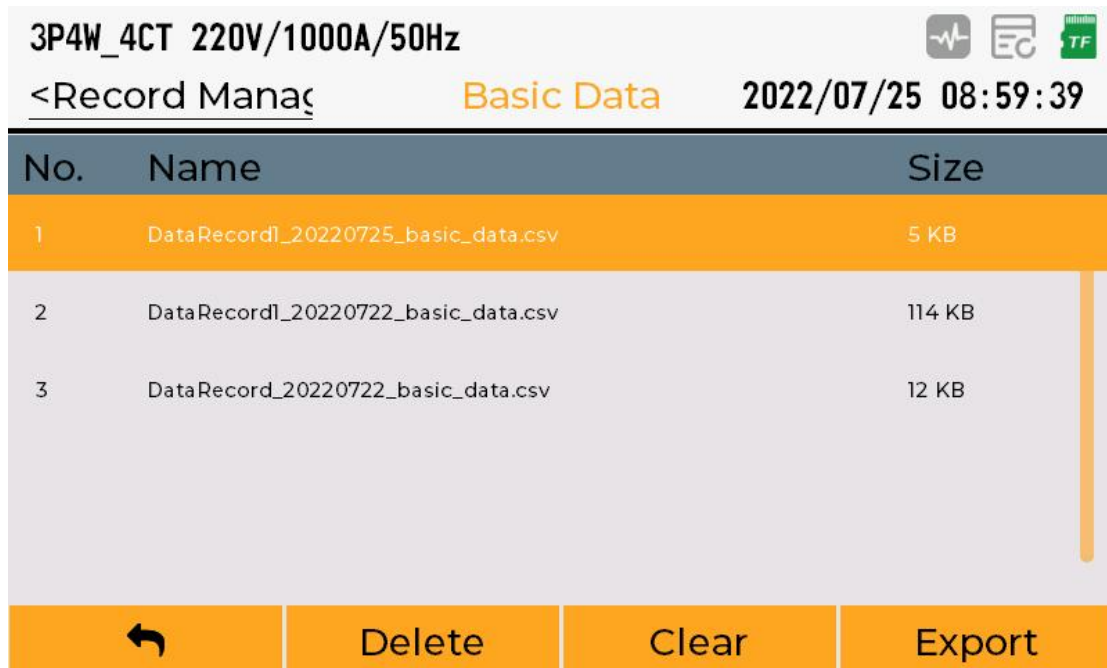 3P4W_4CT 220V/1000A/50Hz TF
<Record Manag Basic Data 2022/07/25 08:59:39
No. Name Size
1 DataRecord1_20220725_basic_data.csv 5 KB
2 DataRecord1_20220722_basic_data.csv 114 KB
3 DataRecord_20220722_basic_data.csv 12 KB
Delete Clear Export